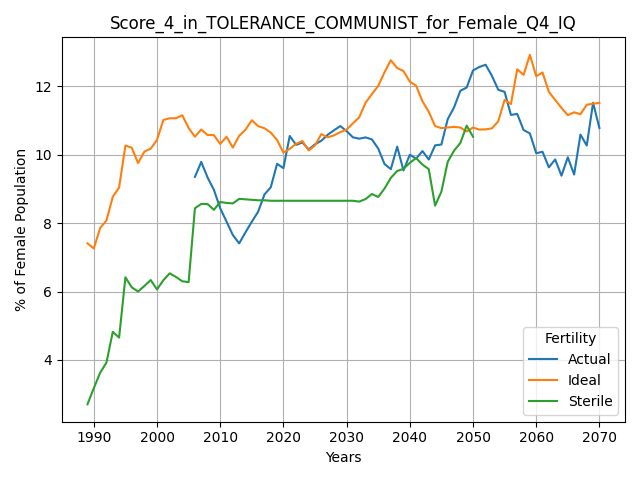 Score_4_in_TOLERANCE_COMMUNIST_for_Female_Q4_IQ
% of Female Population
12
10
8
6
4
1990 2000 2010 2020 2030 2040 2050 2060 2070
Years
Fertility
Actual
Ideal
Sterile